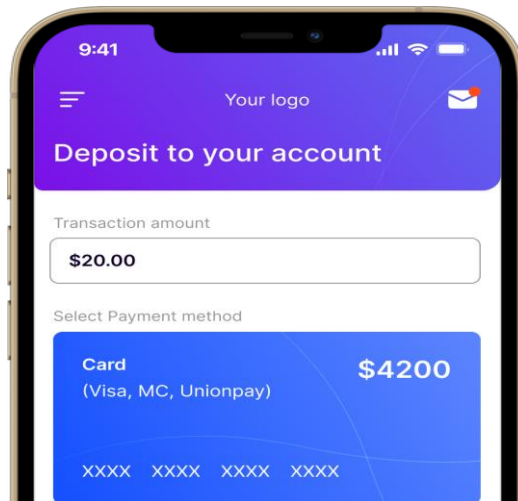 9:41
Your logo
Deposit to your account
Transaction amount
$20.00
Select Payment method
Card
$4200
(Visa, MC, Unionpay)
XXXX XXXX XXXX XXXX